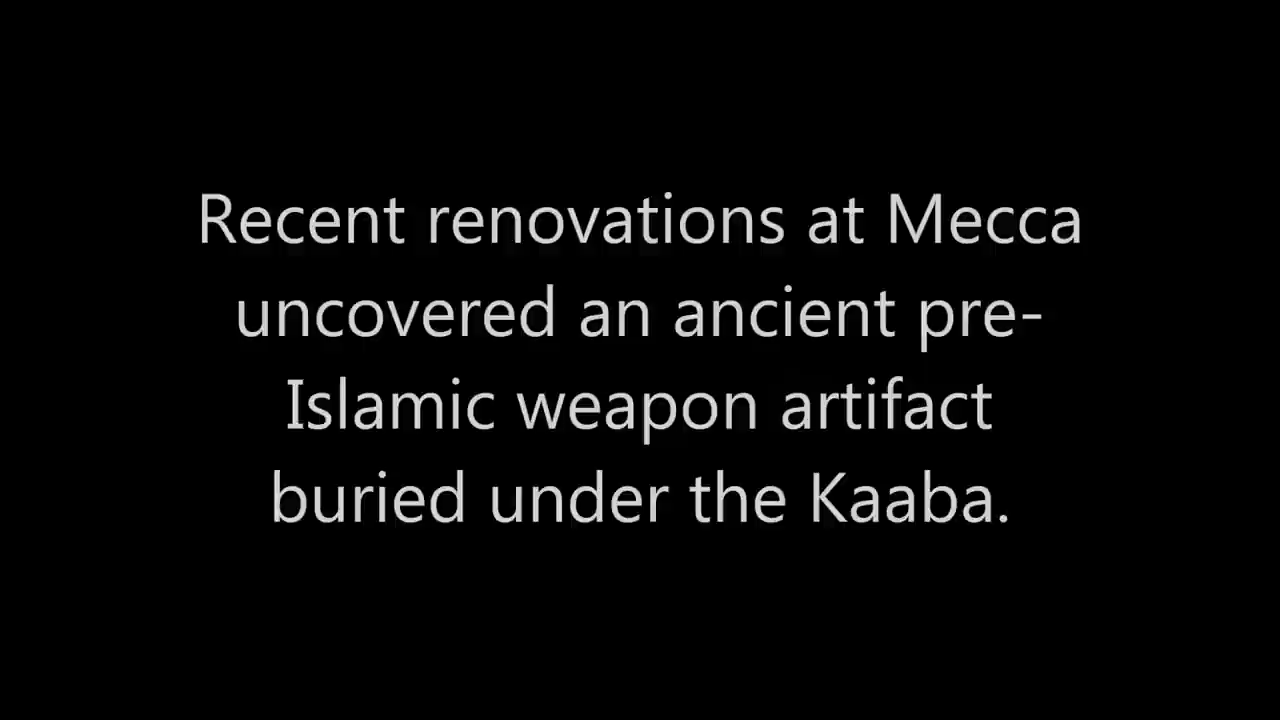 Recent renovations at Mecca
uncovered an ancient pre-
Islamic weapon artifact
buried under the Kaaba.